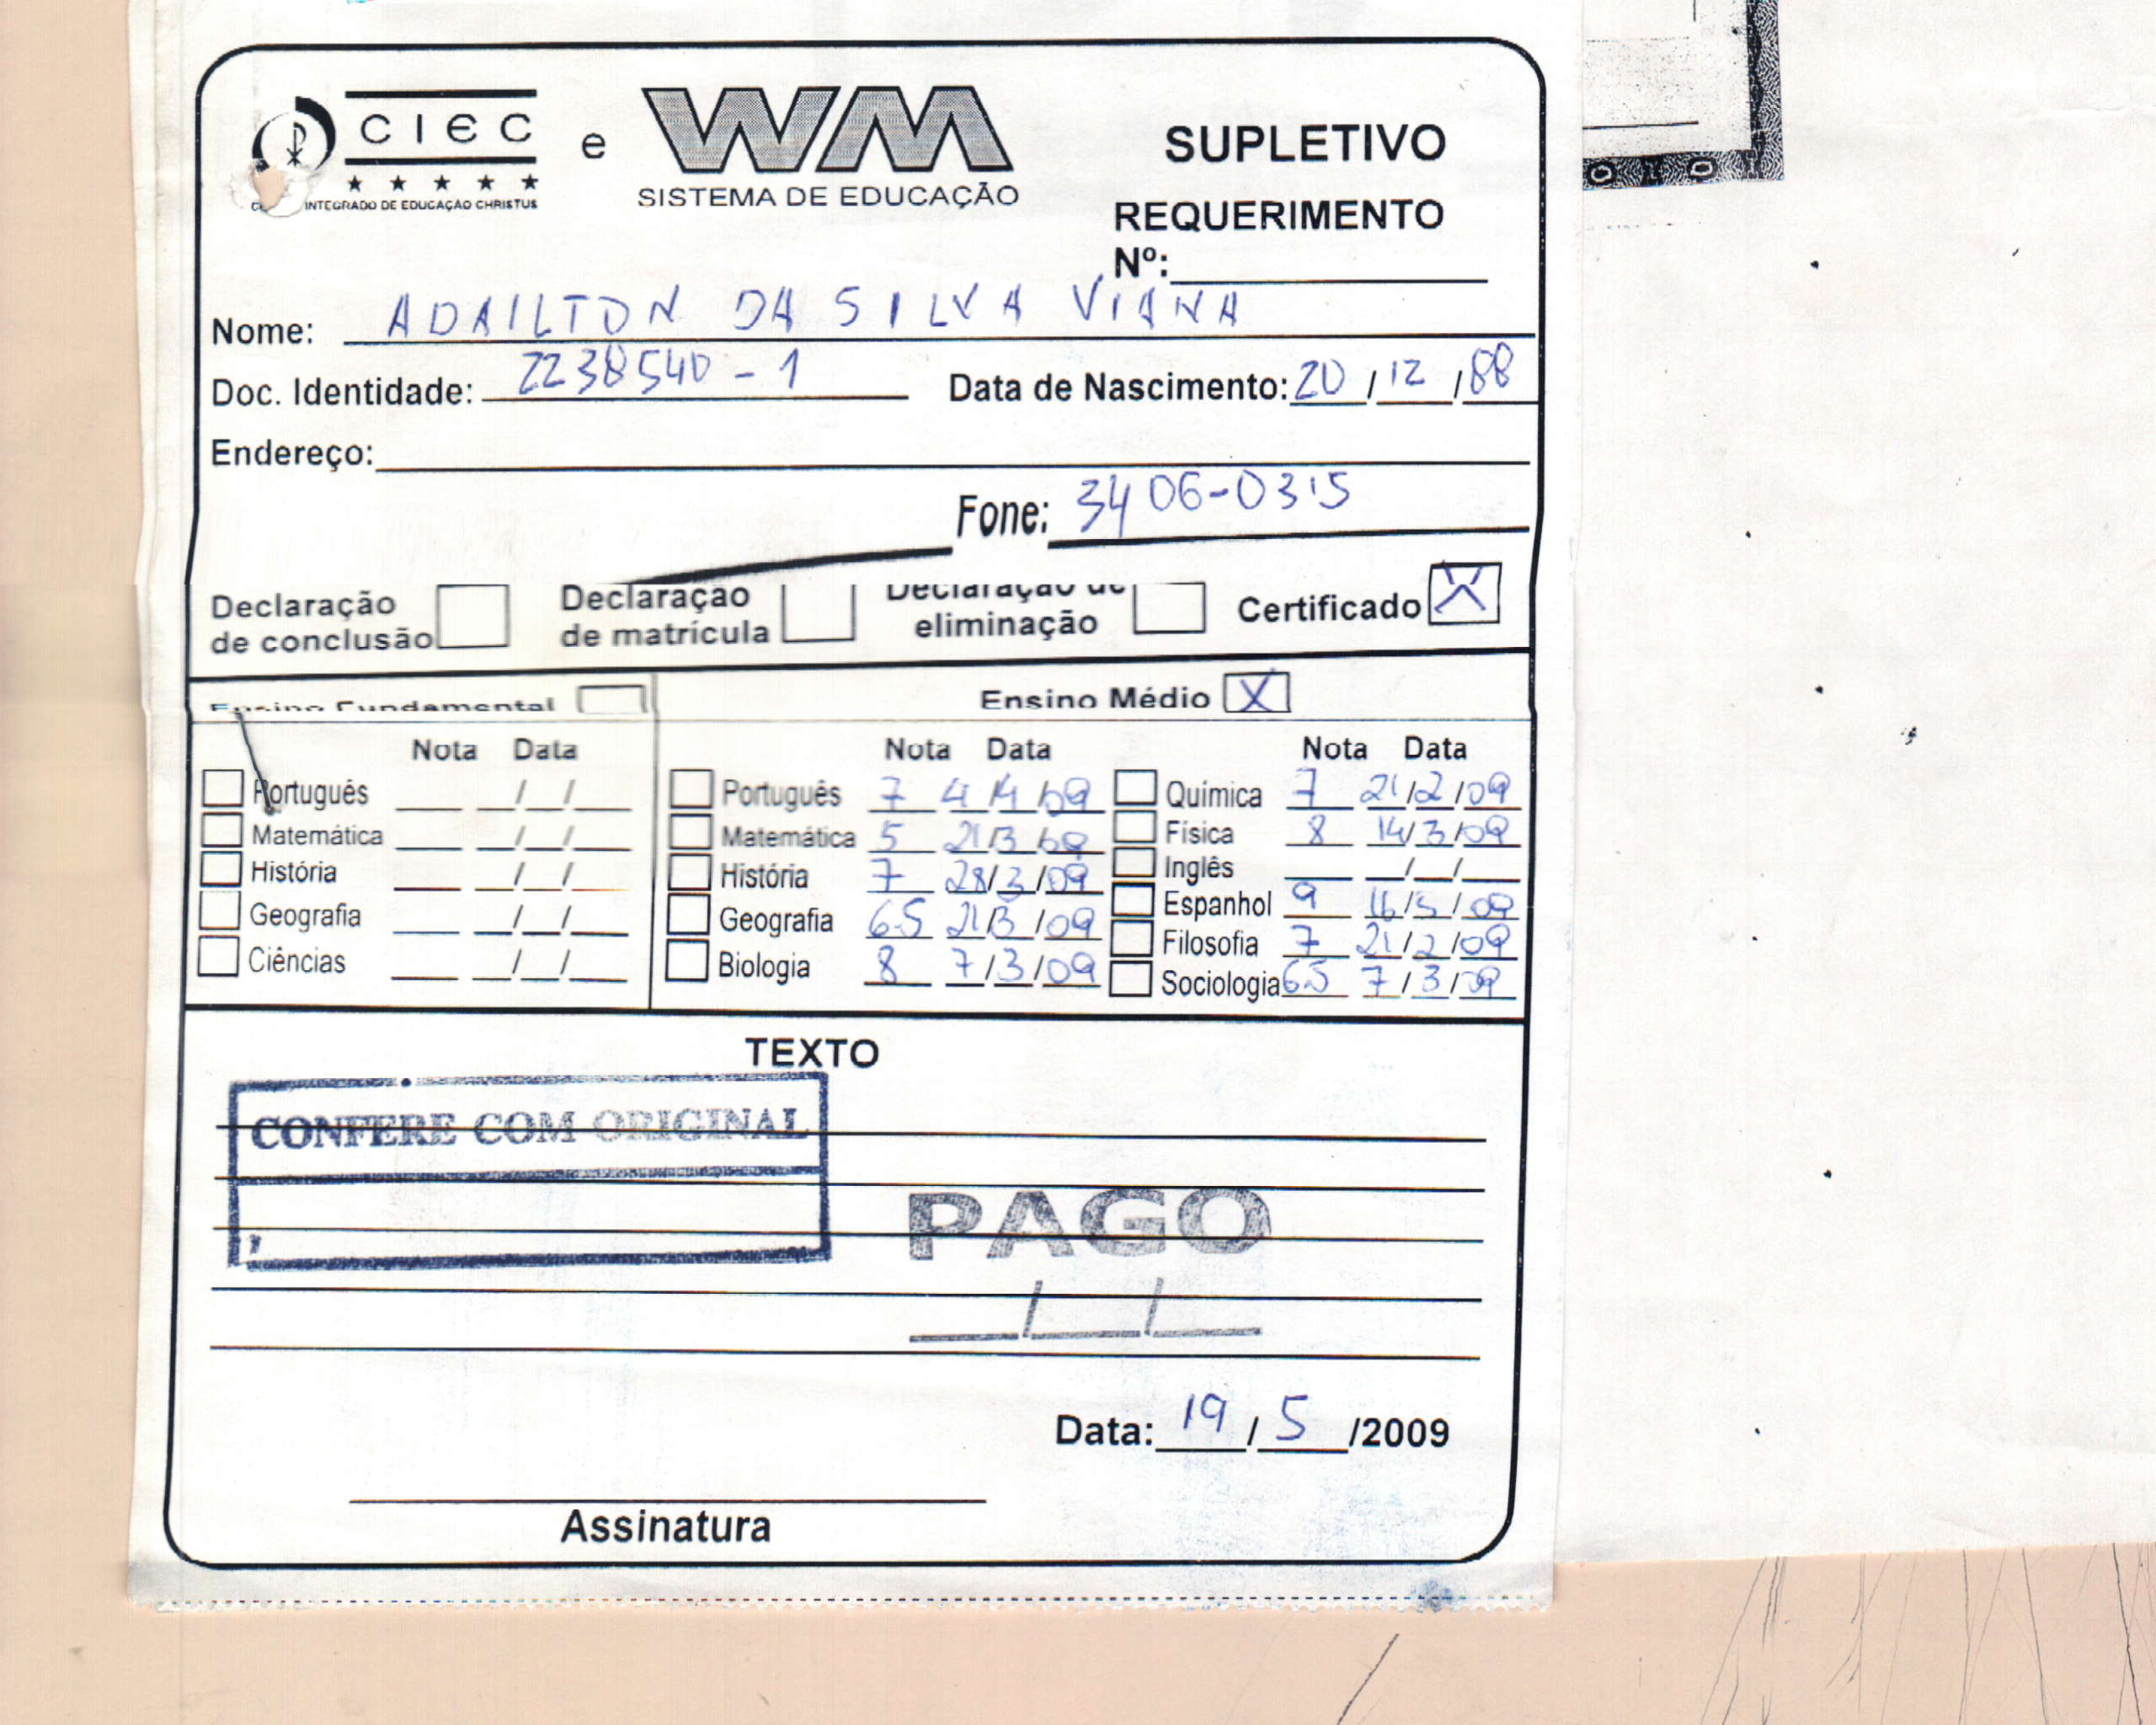 CIEC e WM SUPLETIVO
INTEGRADO DE EDUCAÇÃO CHRISTUS SISTEMA DE EDUCAÇÃO
REQUERIMENTO
Nº:
Nome: ADAILTON DA SILVA VIANA
Doc. Identidade: 2238540-1 Data de Nascimento: 20/12/88
Endereço:
Fone: 3406-0315
Declaração de conclusão Declaração de matrícula Declaração de eliminação Certificado X
Ensino Fundamental Ensino Médio X
Nota Data Nota Data Nota Data
Português / / Português 7 4/4/09 Química 7 21/2/09
Matemática / / Matemática 5 21/3/09 Física 8 14/3/09
História / / História 7 28/3/09 Inglês / /
Geografia / / Geografia 6.5 21/3/09 Espanhol 9 16/5/09
Ciências / / Biologia 8 7/3/09 Filosofia 7 21/2/09
Sociologia 6.5 7/3/09
TEXTO
CONFERE COM ORIGINAL
PAGO
/ /
Data: 19/5/2009
Assinatura